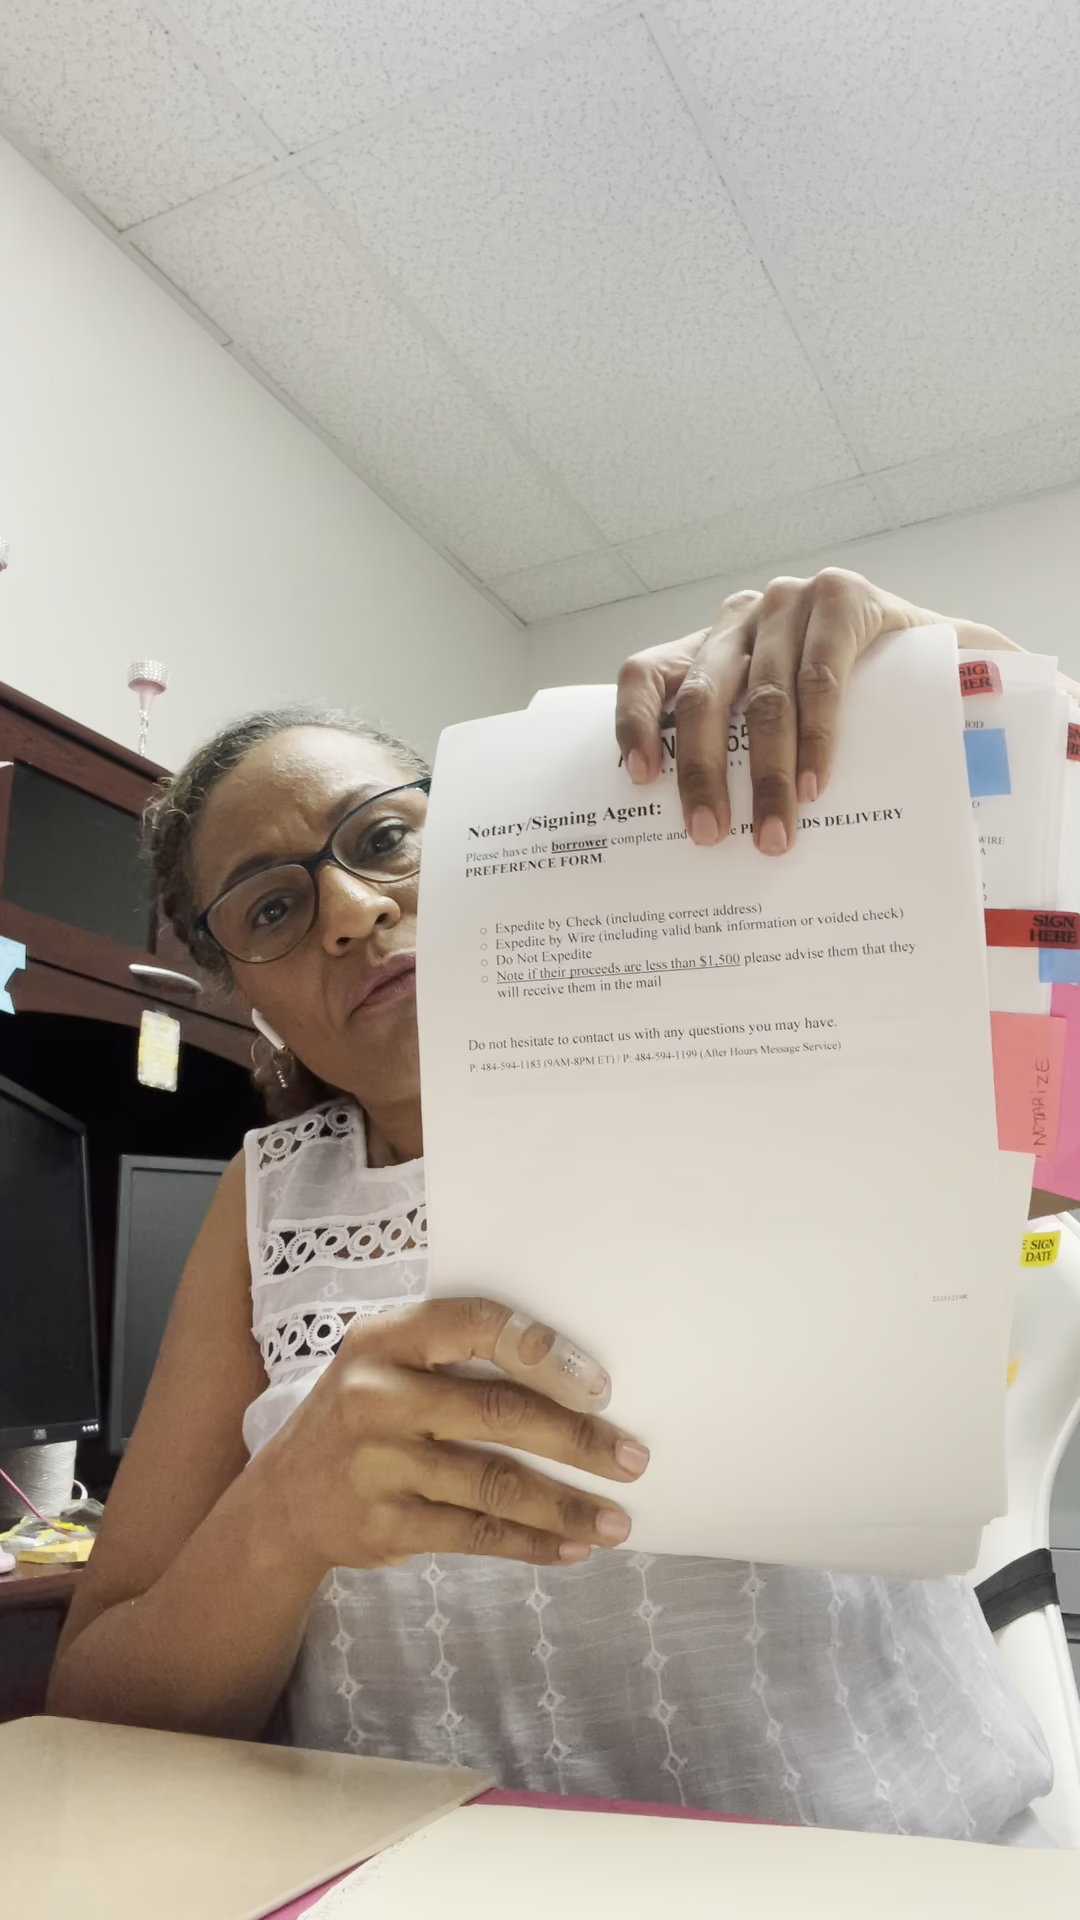 Notary/Signing Agent:
Please have the borrower complete and DELIVERY
PREFERENCE FORM.
Expedite by Check (including correct address)
Expedite by Wire (including valid bank information or voided check)
Do Not Expedite
Note if their proceeds are less than $1,500 please advise them that they
will receive them in the mail
Do not hesitate to contact us with any questions you may have.
P: 484-594-1183 (9AM-8PM ET) / P: 484-594-1199 (After Hours Message Service)
WIRE
SIGN
HERE
NOTARIZE
SIGN
DATE